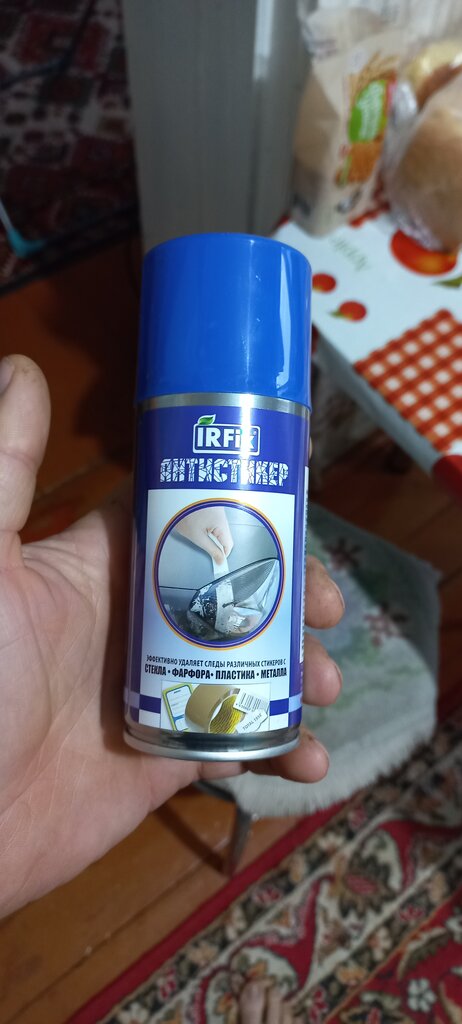 IRFix
АНТИСТИКЕР
ЭФФЕКТИВНО УДАЛЯЕТ СЛЕДЫ РАЗЛИЧНЫХ СТИКЕРОВ С
СТЕКЛА • ФАРФОРА • ПЛАСТИКА • МЕТАЛЛА